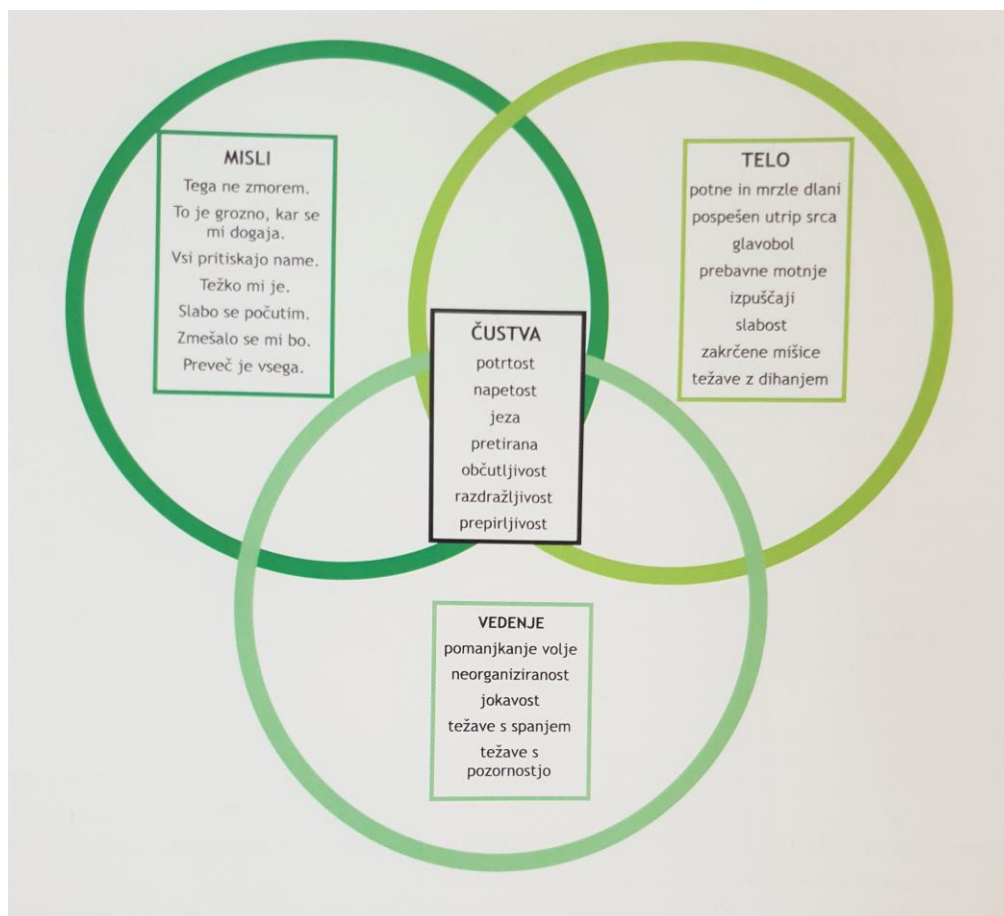 MISLI
Tega ne zmorem.
To je grozno, kar se
mi dogaja.
Vsi pritiskajo name.
Težko mi je.
Slabo se počutim.
Zmešalo se mi bo.
Preveč je vsega.
TELO
potne in mrzle dlani
pospešen utrip srca
glavobol
prebavne motnje
izpuščaji
slabost
zakrčene mišice
težave z dihanjem
ČUSTVA
potrtost
napetost
jeza
pretirana
občutljivost
razdražljivost
prepirljivost
VEDENJE
pomanjkanje volje
neorganiziranost
jokavost
težave s spanjem
težave s
pozornostjo